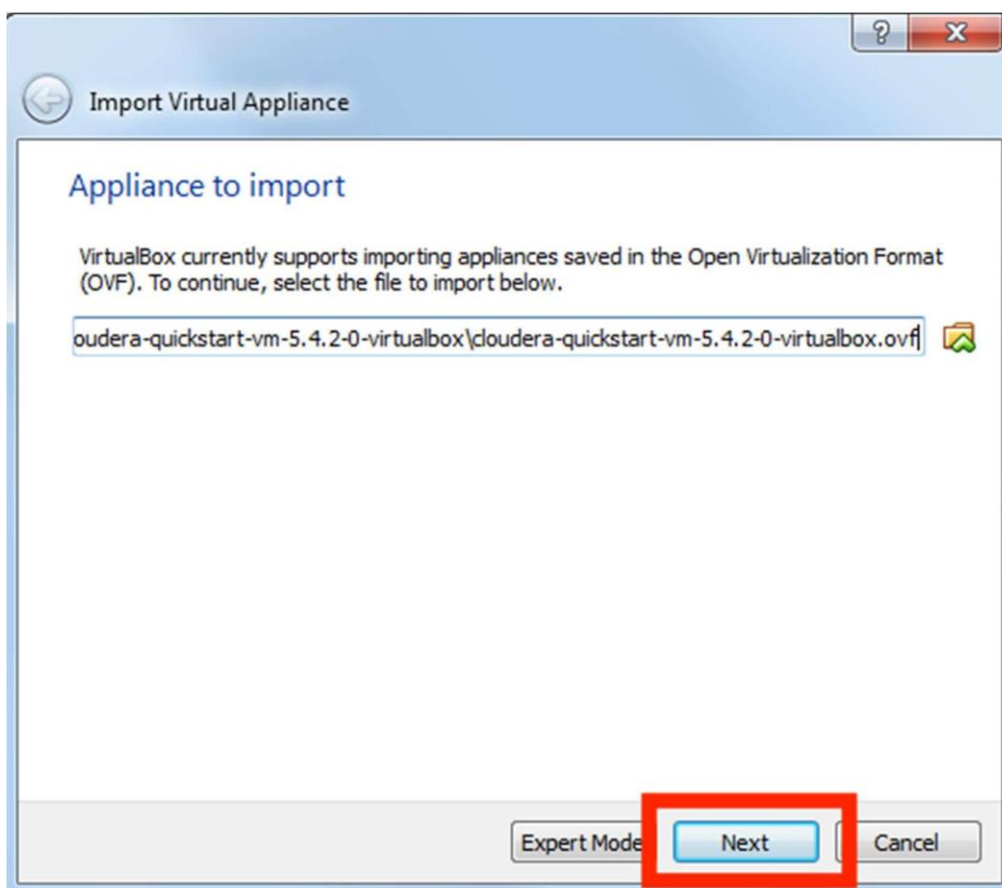 Import Virtual Appliance
Appliance to import
VirtualBox currently supports importing appliances saved in the Open Virtualization Format
(OVF). To continue, select the file to import below.
oudera-quickstart-vm-5.4.2-0-virtualbox\cloudera-quickstart-vm-5.4.2-0-virtualbox.ovf
Expert Mode Next Cancel